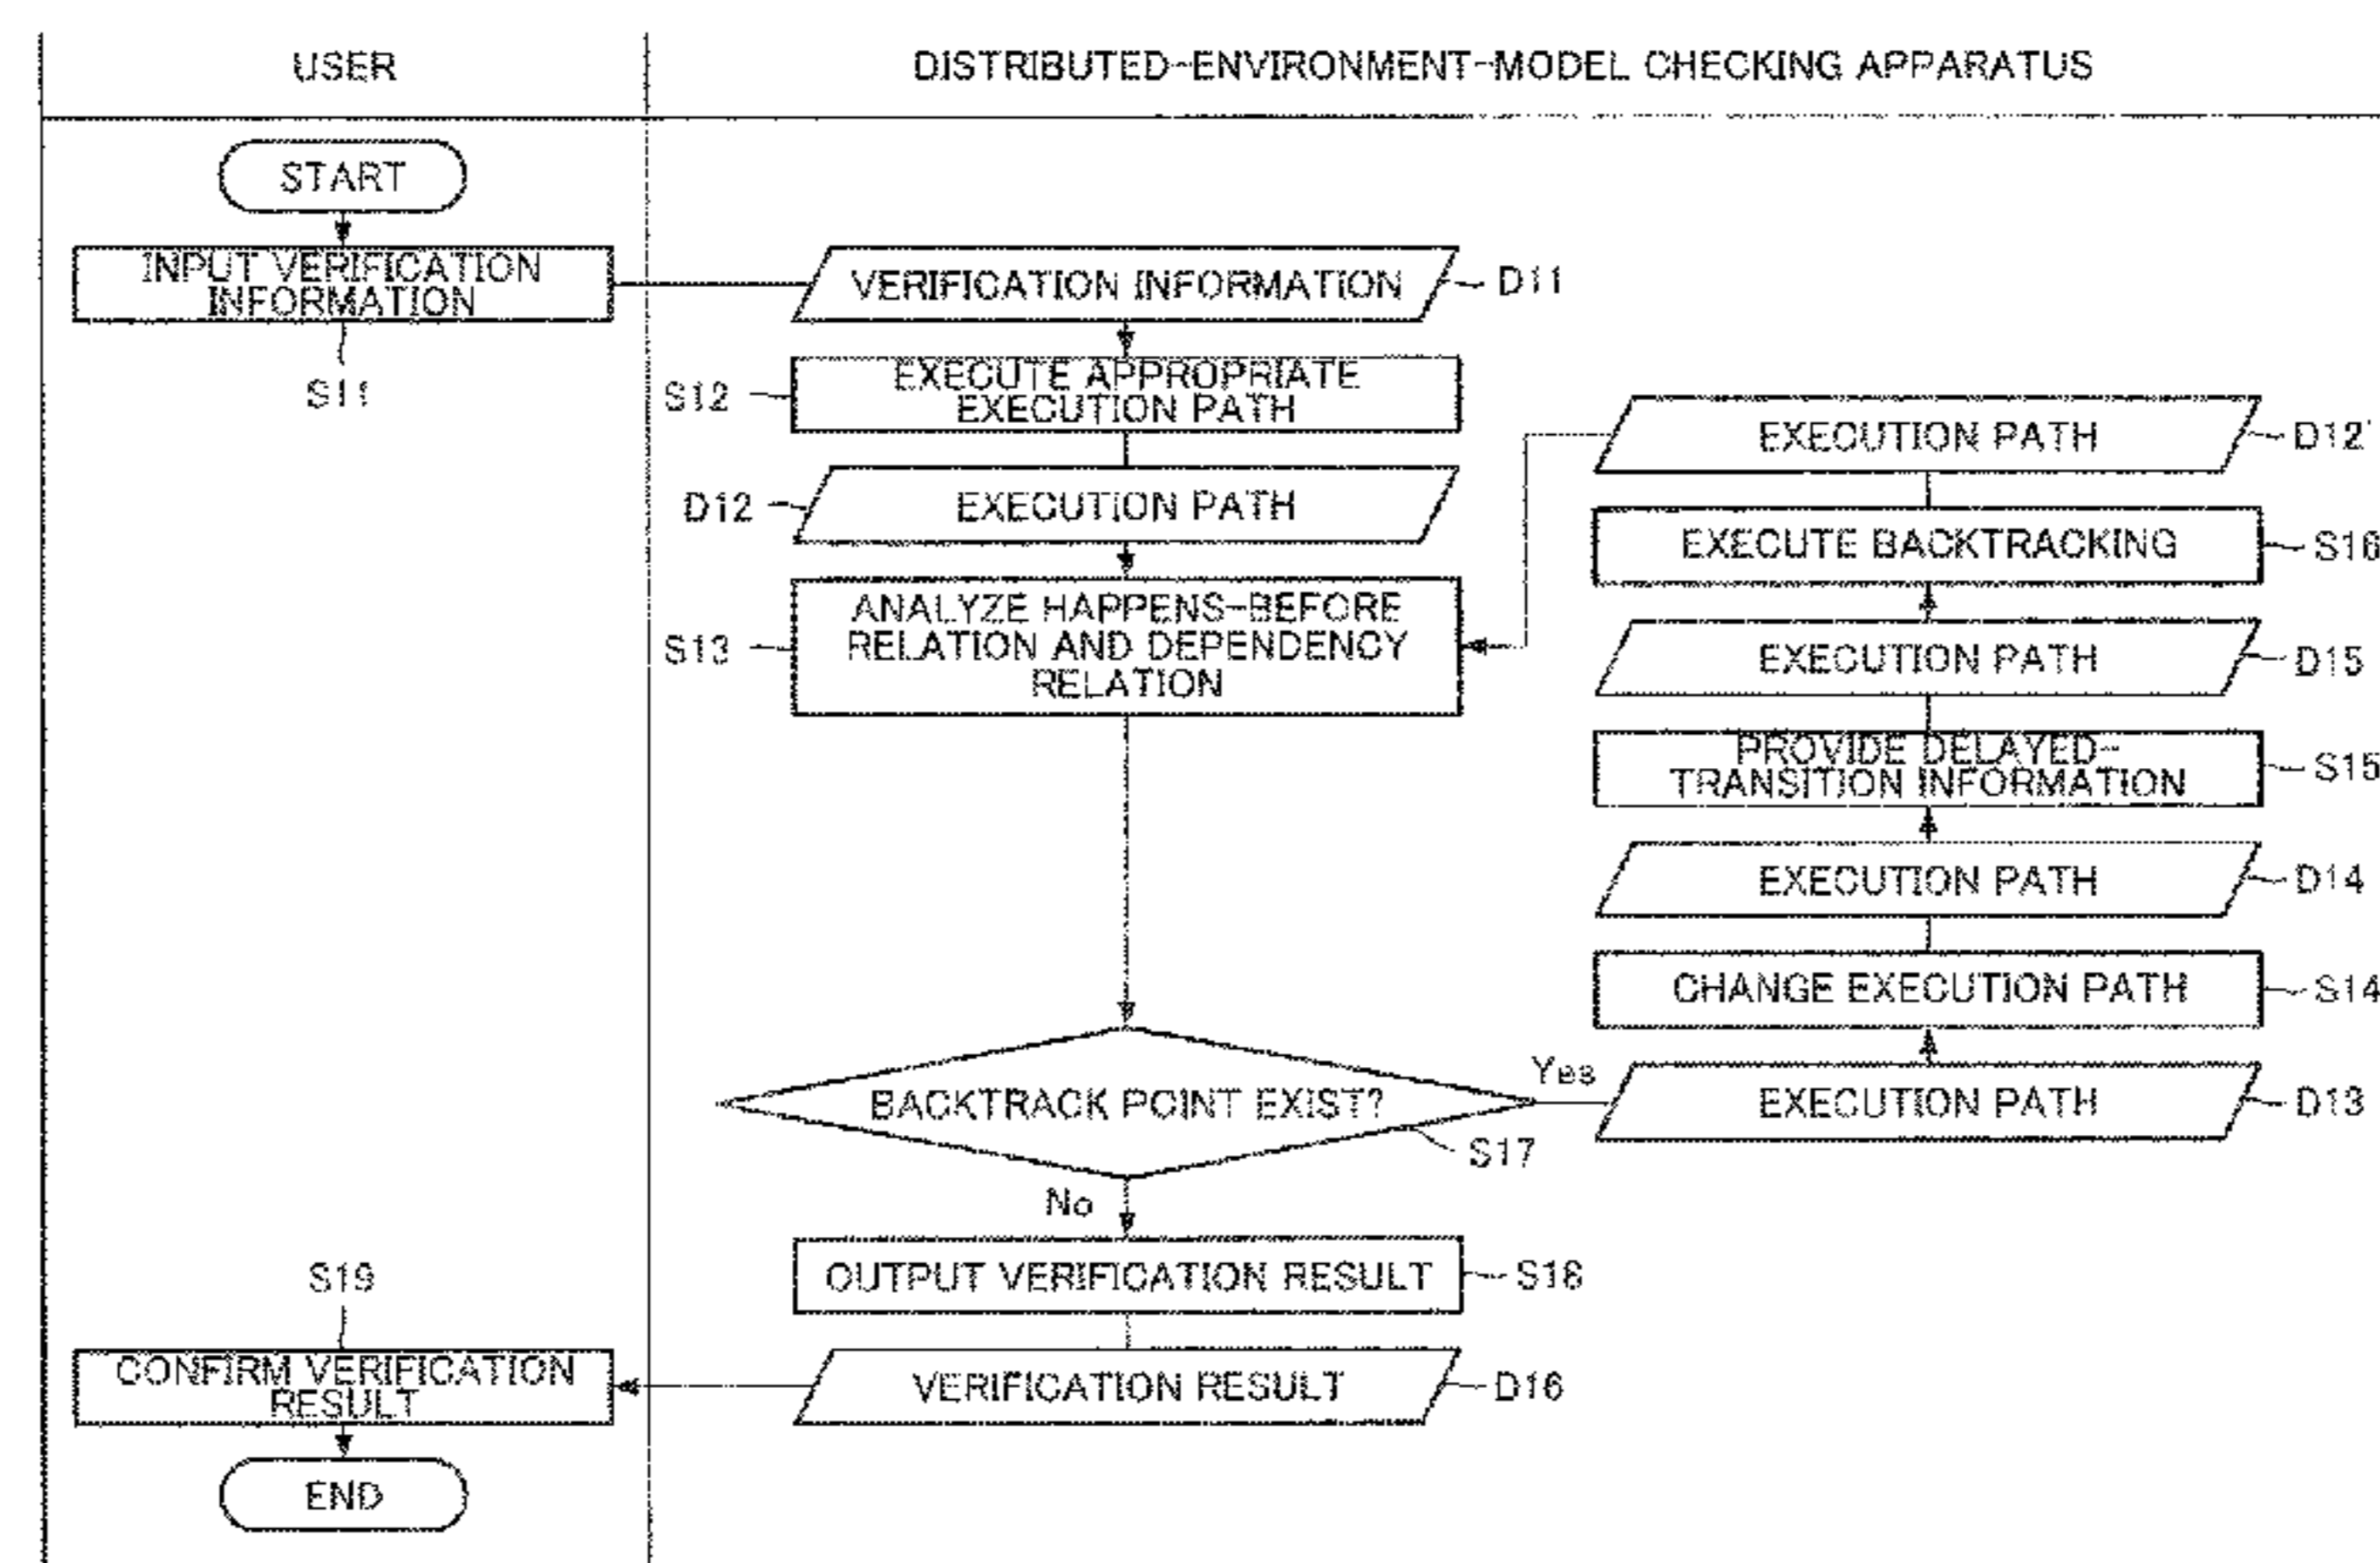 USER
DISTRIBUTED-ENVIRONMENT-MODEL CHECKING APPARATUS
START
INPUT VERIFICATION
INFORMATION
S11
VERIFICATION INFORMATION
D11
S12
EXECUTE APPROPRIATE
EXECUTION PATH
D12
EXECUTION PATH
S13
ANALYZE HAPPENS-BEFORE
RELATION AND DEPENDENCY
RELATION
EXECUTION PATH
D12'
EXECUTE BACKTRACKING
S16
EXECUTION PATH
D15
PROVIDE DELAYED-
TRANSITION INFORMATION
S15
EXECUTION PATH
D14
CHANGE EXECUTION PATH
S14
EXECUTION PATH
D13
BACKTRACK POINT EXIST?
Yes
S17
No
OUTPUT VERIFICATION RESULT
S18
VERIFICATION RESULT
D16
S19
CONFIRM VERIFICATION
RESULT
END